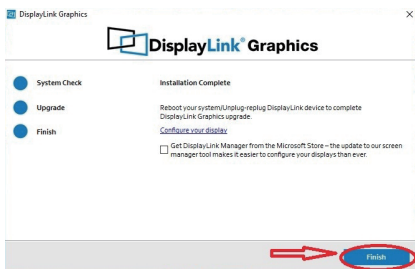 DisplayLink Graphics
DisplayLink® Graphics
System Check
Upgrade
Finish
Installation Complete
Reboot your system/Unplug-replug DisplayLink device to complete
DisplayLink Graphics upgrade.
Configure your display
Get DisplayLink Manager from the Microsoft Store – the update to our screen
manager tool makes it easier to configure your displays than ever.
Finish